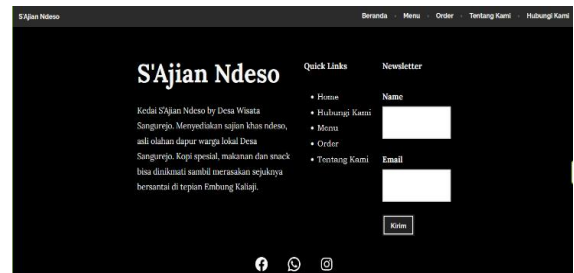 S'Ajian Ndeso
Beranda
Menu
Order
Tentang Kami
Hubungi Kami
S'Ajian Ndeso
Kedai S'Ajian Ndeso by Desa Wisata
Sangurejo. Menyediakan sajian khas ndeso,
asli olahan dapur warga lokal Desa
Sangurejo. Kopi spesial, makanan dan snack
bisa dinikmati sambil merasakan sejuknya
bersantai di tepian Embung Kaliaji.
Quick Links
Home
Hubungi Kami
Menu
Order
Tentang Kami
Newsletter
Name
Email
Kirim